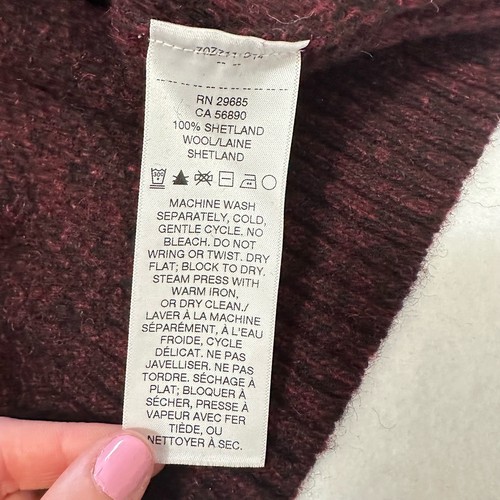 RN 29685
CA 56890
100% SHETLAND
WOOL/LAINE
SHETLAND
MACHINE WASH
SEPARATELY, COLD,
GENTLE CYCLE. NO
BLEACH. DO NOT
WRING OR TWIST. DRY
FLAT; BLOCK TO DRY.
STEAM PRESS WITH
WARM IRON,
OR DRY CLEAN./
LAVER À LA MACHINE
SÉPARÉMENT, À L'EAU
FROIDE, CYCLE
DÉLICAT. NE PAS
JAVELLISER. NE PAS
TORDRE. SÉCHAGE À
PLAT; BLOQUER À
SÉCHER, PRESSE À
VAPEUR AVEC FER
TIÈDE, OU
NETTOYER À SEC.